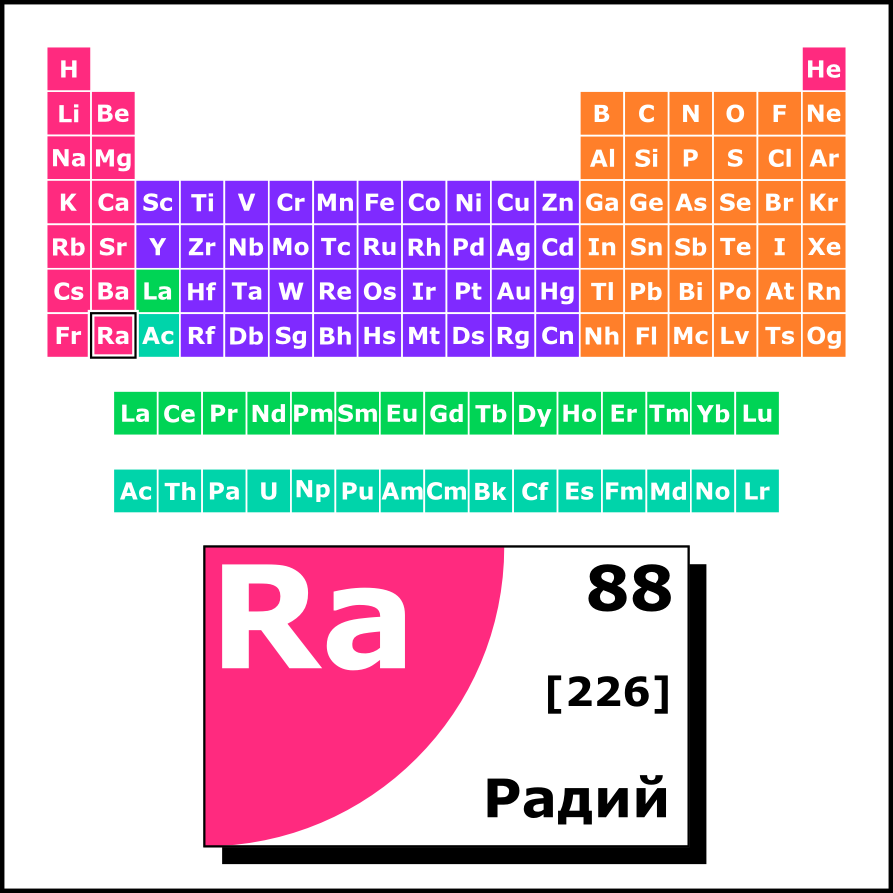 H He
Li Be B C N O F Ne
Na Mg Al Si P S Cl Ar
K Ca Sc Ti V Cr Mn Fe Co Ni Cu Zn Ga Ge As Se Br Kr
Rb Sr Y Zr Nb Mo Tc Ru Rh Pd Ag Cd In Sn Sb Te I Xe
Cs Ba La Hf Ta W Re Os Ir Pt Au Hg Tl Pb Bi Po At Rn
Fr Ra Ac Rf Db Sg Bh Hs Mt Ds Rg Cn Nh Fl Mc Lv Ts Og
La Ce Pr Nd Pm Sm Eu Gd Tb Dy Ho Er Tm Yb Lu
Ac Th Pa U Np Pu Am Cm Bk Cf Es Fm Md No Lr
Ra 88
[226]
Радий